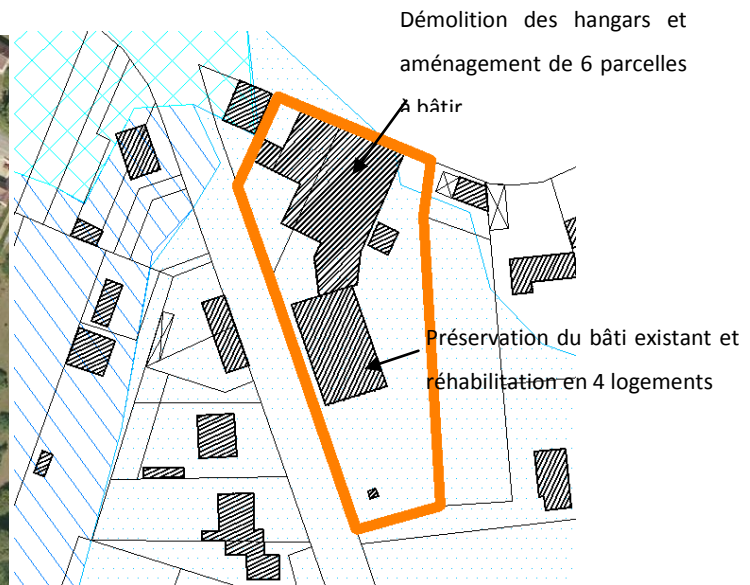 Démolition des hangars et
aménagement de 6 parcelles
à bâtir
Préservation du bâti existant et
réhabilitation en 4 logements